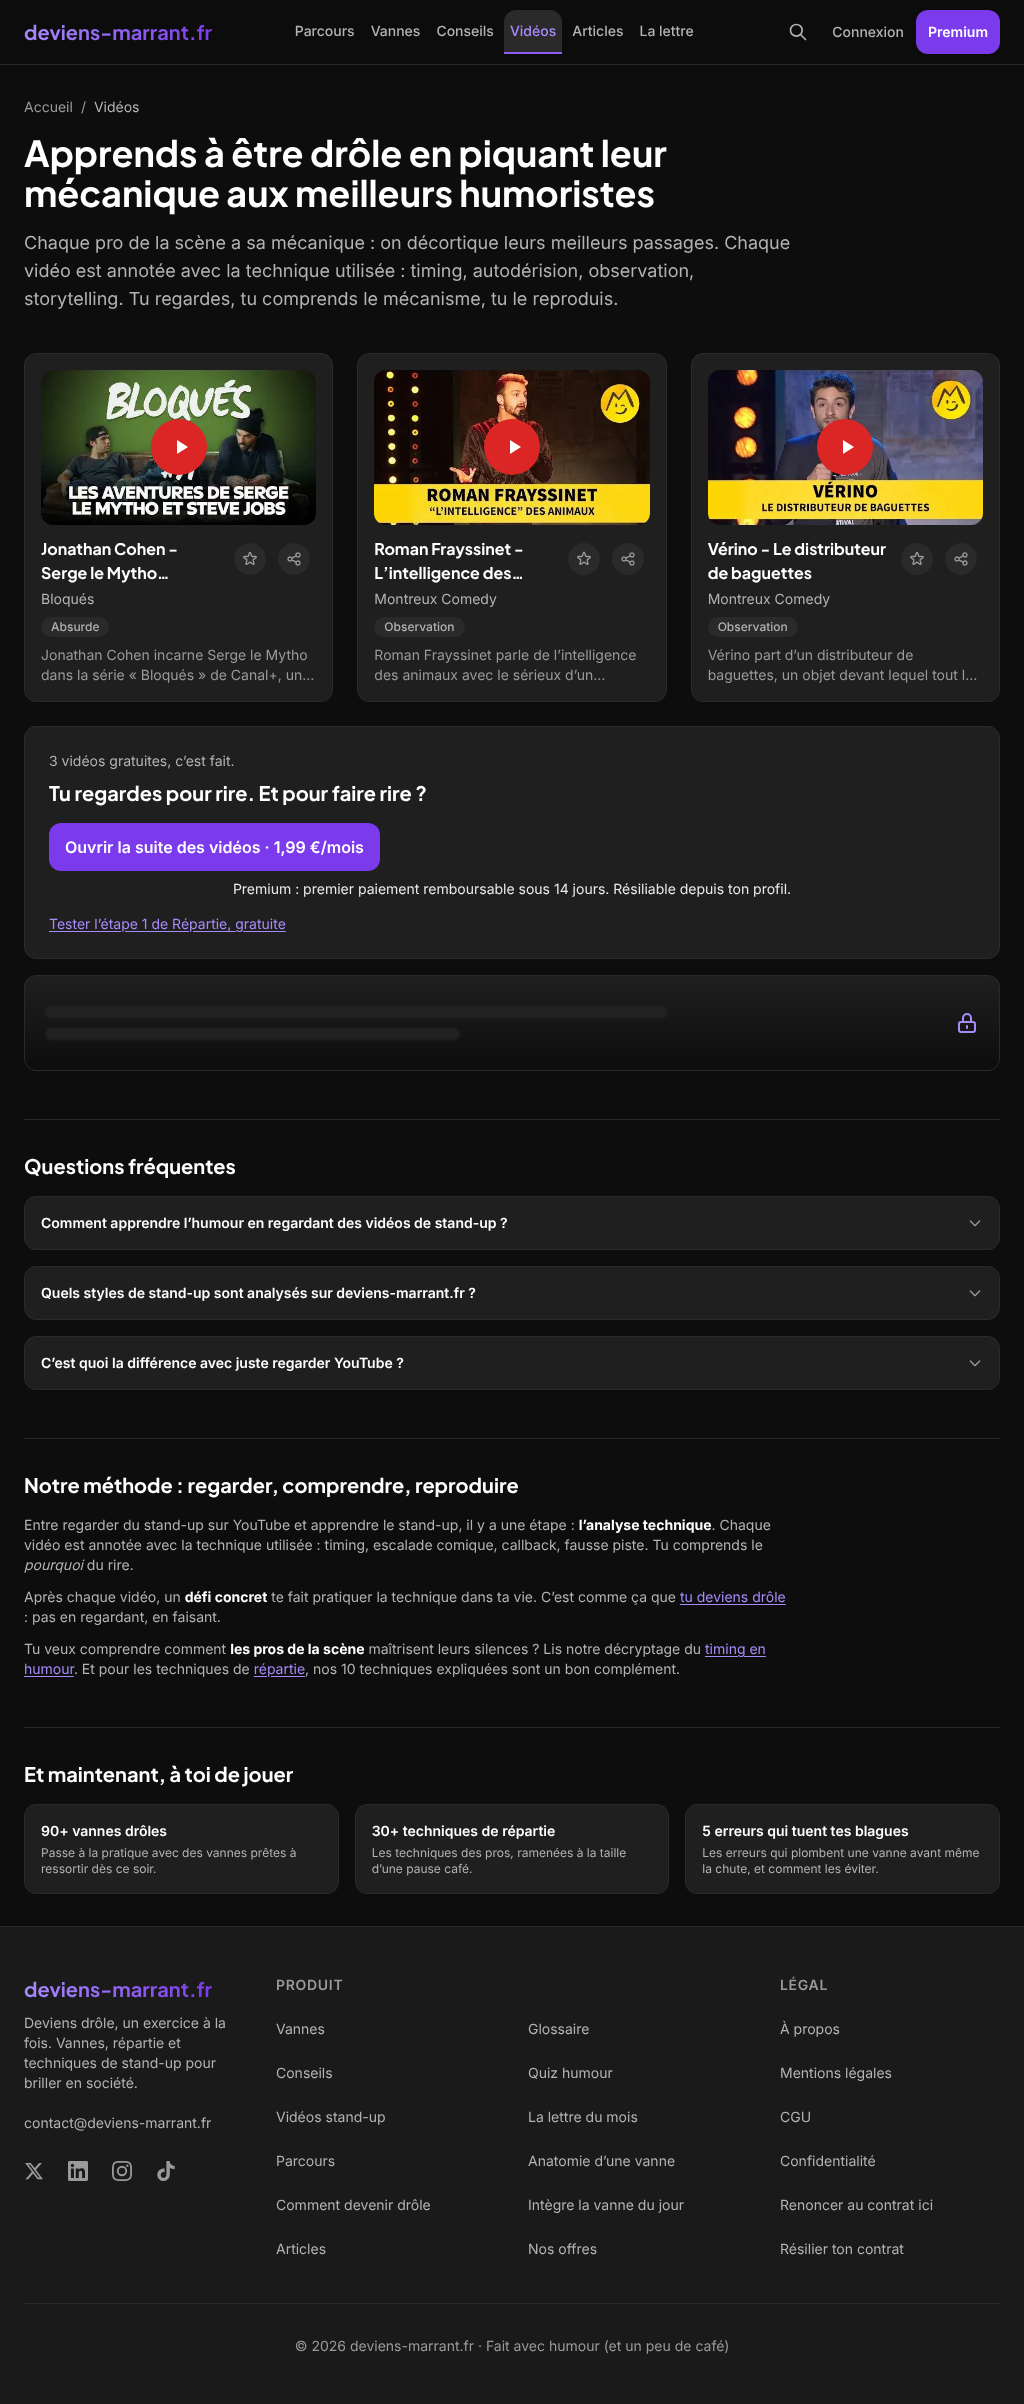 deviens-marrant.fr
Parcours Vannes Conseils Vidéos Articles La lettre
Connexion Premium
Accueil / Vidéos
Apprends à être drôle en piquant leur
mécanique aux meilleurs humoristes
Chaque pro de la scène a sa mécanique : on décortique leurs meilleurs passages. Chaque
vidéo est annotée avec la technique utilisée : timing, autodérision, observation,
storytelling. Tu regardes, tu comprends le mécanisme, tu le reproduis.
BLOQUÉS
LES AVENTURES DE SERGE
LE MYTHO ET STEVE JOBS
Jonathan Cohen -
Serge le Mytho…
Bloqués
Absurde
Jonathan Cohen incarne Serge le Mytho
dans la série « Bloqués » de Canal+, un…
ROMAN FRAYSSINET
“L’INTELLIGENCE” DES ANIMAUX
Roman Frayssinet -
L’intelligence des…
Montreux Comedy
Observation
Roman Frayssinet parle de l’intelligence
des animaux avec le sérieux d’un…
VÉRINO
LE DISTRIBUTEUR DE BAGUETTES
Vérino - Le distributeur
de baguettes
Montreux Comedy
Observation
Vérino part d’un distributeur de
baguettes, un objet devant lequel tout l…
3 vidéos gratuites, c’est fait.
Tu regardes pour rire. Et pour faire rire ?
Ouvrir la suite des vidéos · 1,99 €/mois
Premium : premier paiement remboursable sous 14 jours. Résiliable depuis ton profil.
Tester l’étape 1 de Répartie, gratuite
Questions fréquentes
Comment apprendre l’humour en regardant des vidéos de stand-up ?
Quels styles de stand-up sont analysés sur deviens-marrant.fr ?
C’est quoi la différence avec juste regarder YouTube ?
Notre méthode : regarder, comprendre, reproduire
Entre regarder du stand-up sur YouTube et apprendre le stand-up, il y a une étape : l’analyse technique. Chaque
vidéo est annotée avec la technique utilisée : timing, escalade comique, callback, fausse piste. Tu comprends le
pourquoi du rire.
Après chaque vidéo, un défi concret te fait pratiquer la technique dans ta vie. C’est comme ça que tu deviens drôle
: pas en regardant, en faisant.
Tu veux comprendre comment les pros de la scène maîtrisent leurs silences ? Lis notre décryptage du timing en
humour. Et pour les techniques de répartie, nos 10 techniques expliquées sont un bon complément.
Et maintenant, à toi de jouer
90+ vannes drôles
Passe à la pratique avec des vannes prêtes à
ressortir dès ce soir.
30+ techniques de répartie
Les techniques des pros, ramenées à la taille
d’une pause café.
5 erreurs qui tuent tes blagues
Les erreurs qui plombent une vanne avant même
la chute, et comment les éviter.
deviens-marrant.fr
Deviens drôle, un exercice à la
fois. Vannes, répartie et
techniques de stand-up pour
briller en société.
contact@deviens-marrant.fr
PRODUIT
Vannes
Conseils
Vidéos stand-up
Parcours
Comment devenir drôle
Articles
Glossaire
Quiz humour
La lettre du mois
Anatomie d’une vanne
Intègre la vanne du jour
Nos offres
LÉGAL
À propos
Mentions légales
CGU
Confidentialité
Renoncer au contrat ici
Résilier ton contrat
© 2026 deviens-marrant.fr · Fait avec humour (et un peu de café)